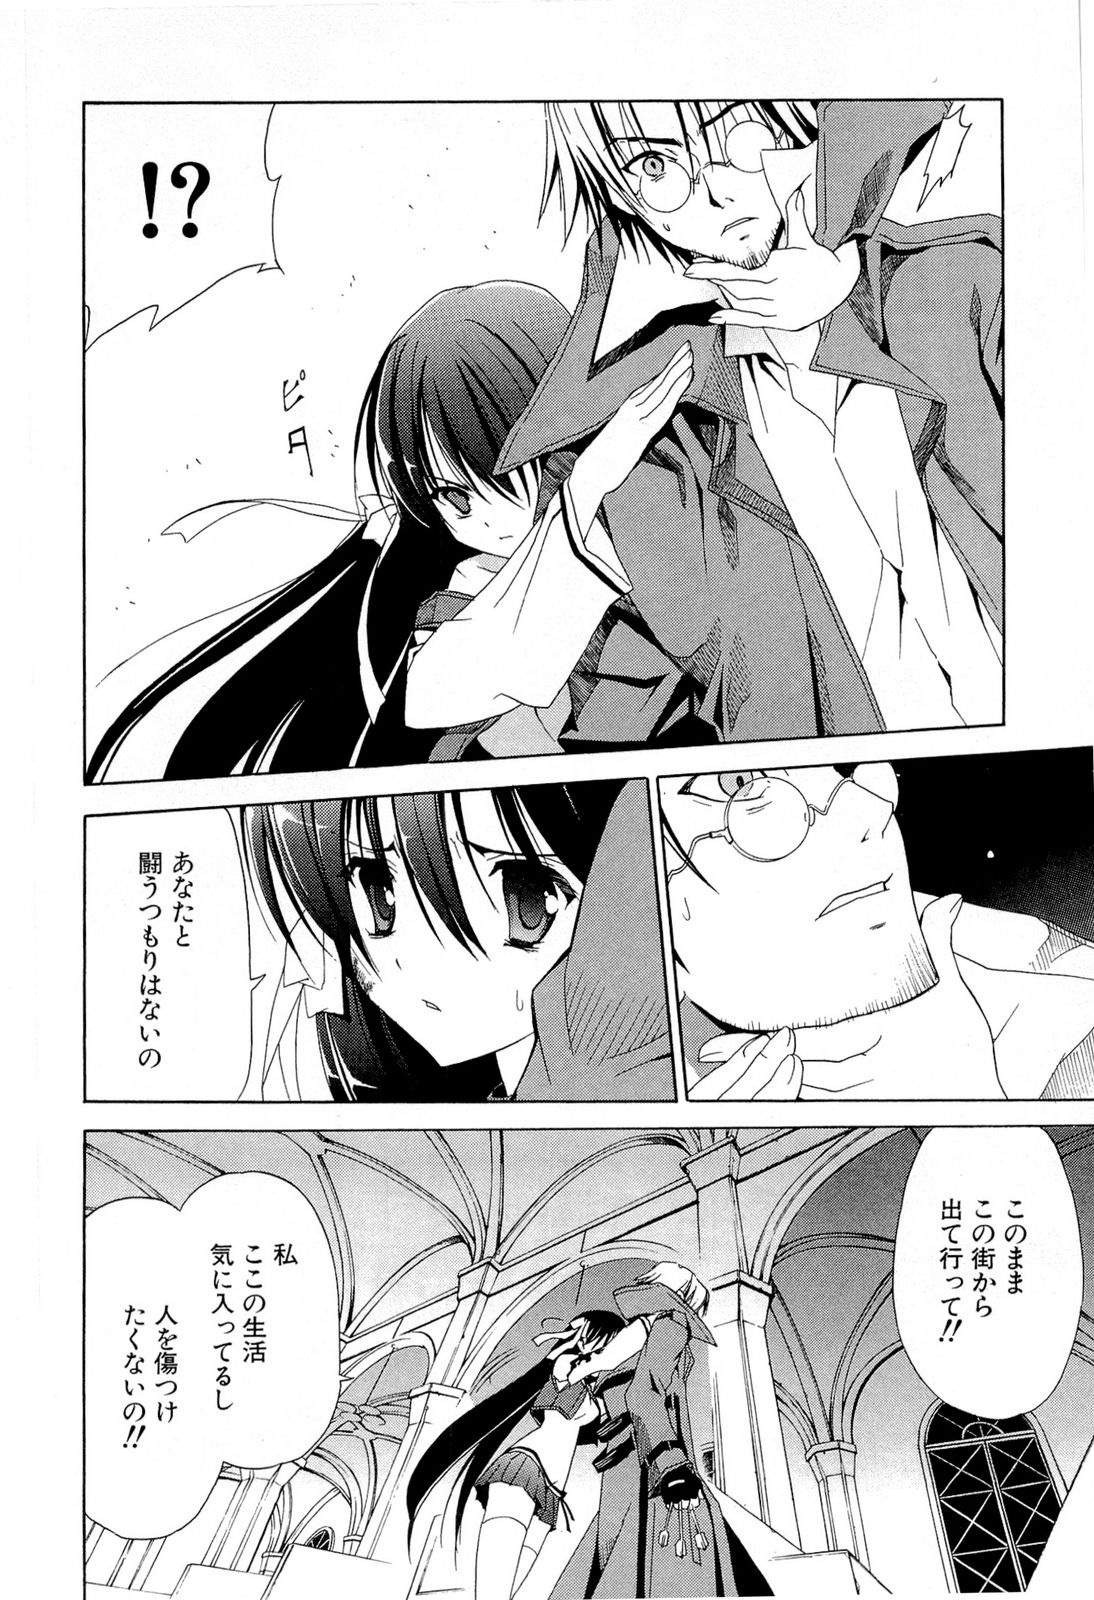 !?
ピタ
あなたと
闘うつもりはないの
このまま
この街から
出て行って!!
私
ここの生活
気に入ってるし
人を傷つけ
たくないの!!